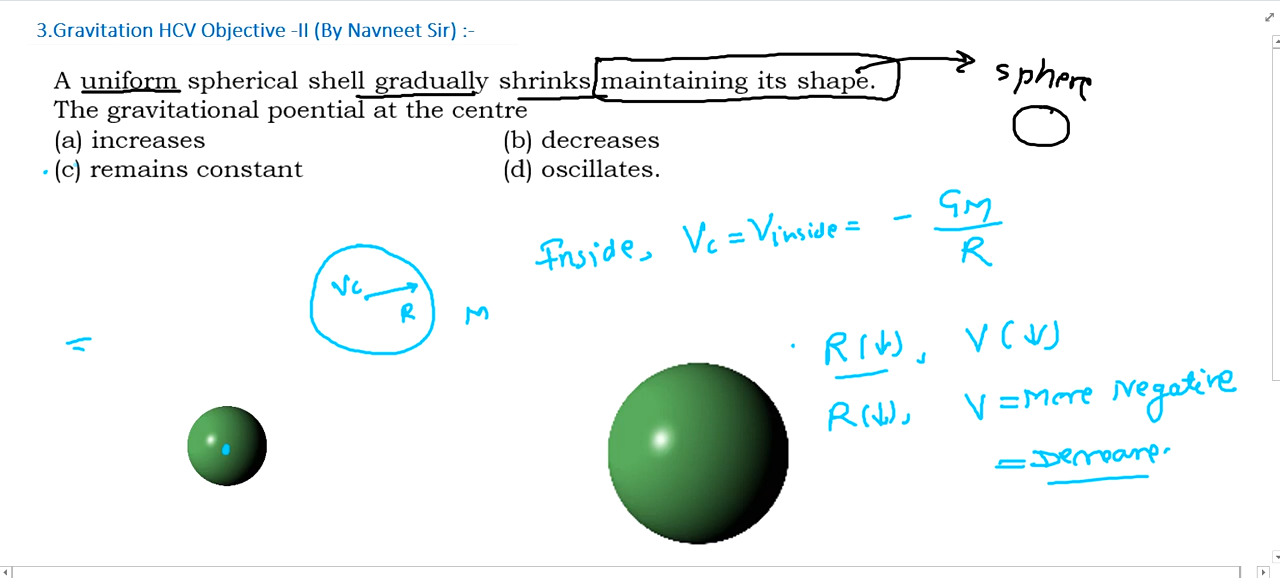 3.Gravitation HCV Objective -II (By Navneet Sir) :-
A uniform spherical shell gradually shrinks maintaining its shape.
sphere
The gravitational poential at the centre
(a) increases (b) decreases
(c) remains constant (d) oscillates.
Inside, Vc = Vinside = - GM/R
Vc
R M
=
R(↓), V(↓)
R(↓), V = More Negative
=